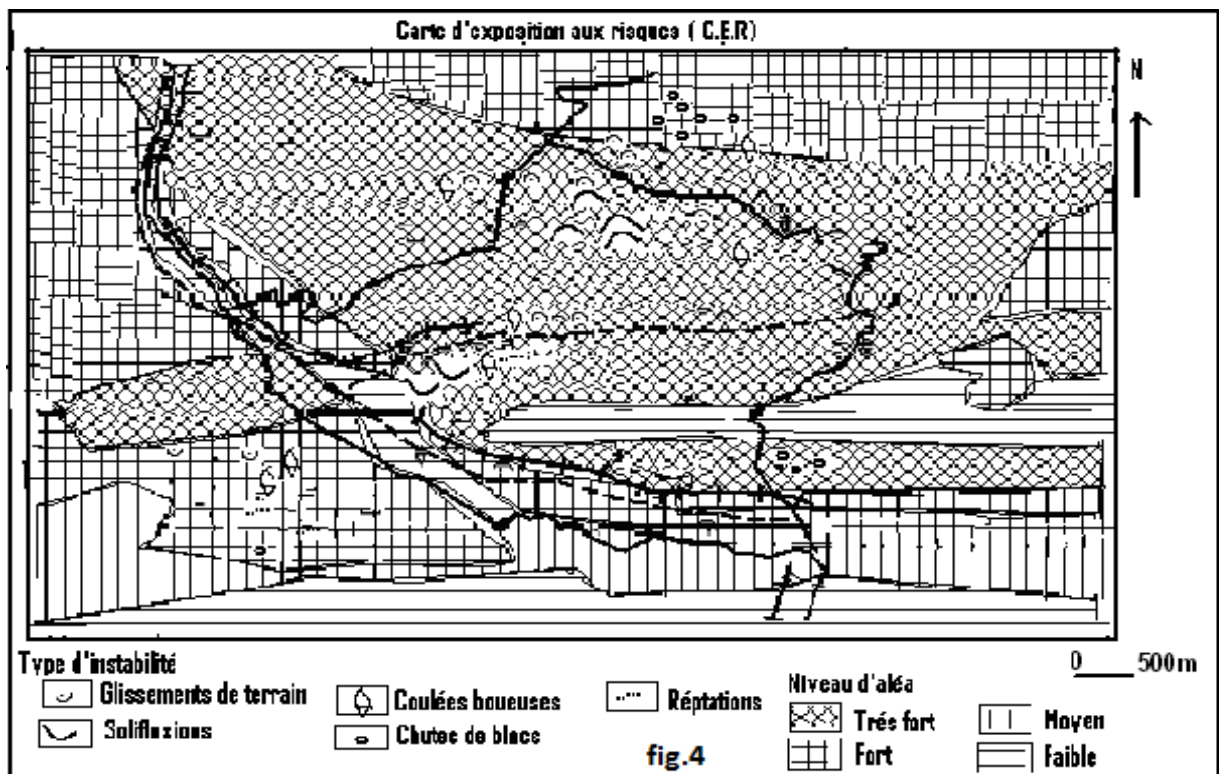 Carte d'exposition aux risques ( C.E.R)
N
Type d'instabilité
0 500m
Glissements de terrain
Coulées boueuses
Réptations
Solifluxions
Chutes de blocs
Niveau d'aléa
Trés fort
Moyen
Fort
Faible
fig.4